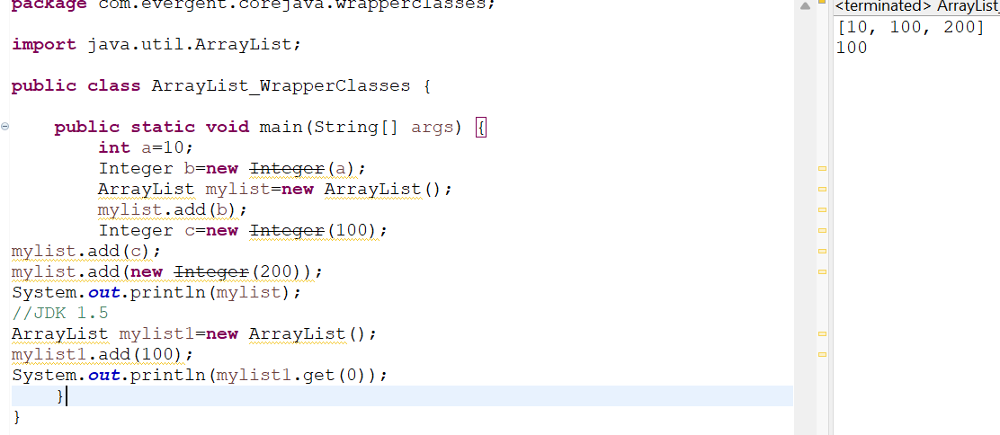 package com.evergent.corejava.wrapperclasses;
import java.util.ArrayList;
public class ArrayList_WrapperClasses {
public static void main(String[] args) {
int a=10;
Integer b=new Integer(a);
ArrayList mylist=new ArrayList();
mylist.add(b);
Integer c=new Integer(100);
mylist.add(c);
mylist.add(new Integer(200));
System.out.println(mylist);
//JDK 1.5
ArrayList mylist1=new ArrayList();
mylist1.add(100);
System.out.println(mylist1.get(0));
}
}
<terminated> ArrayList_
[10, 100, 200]
100